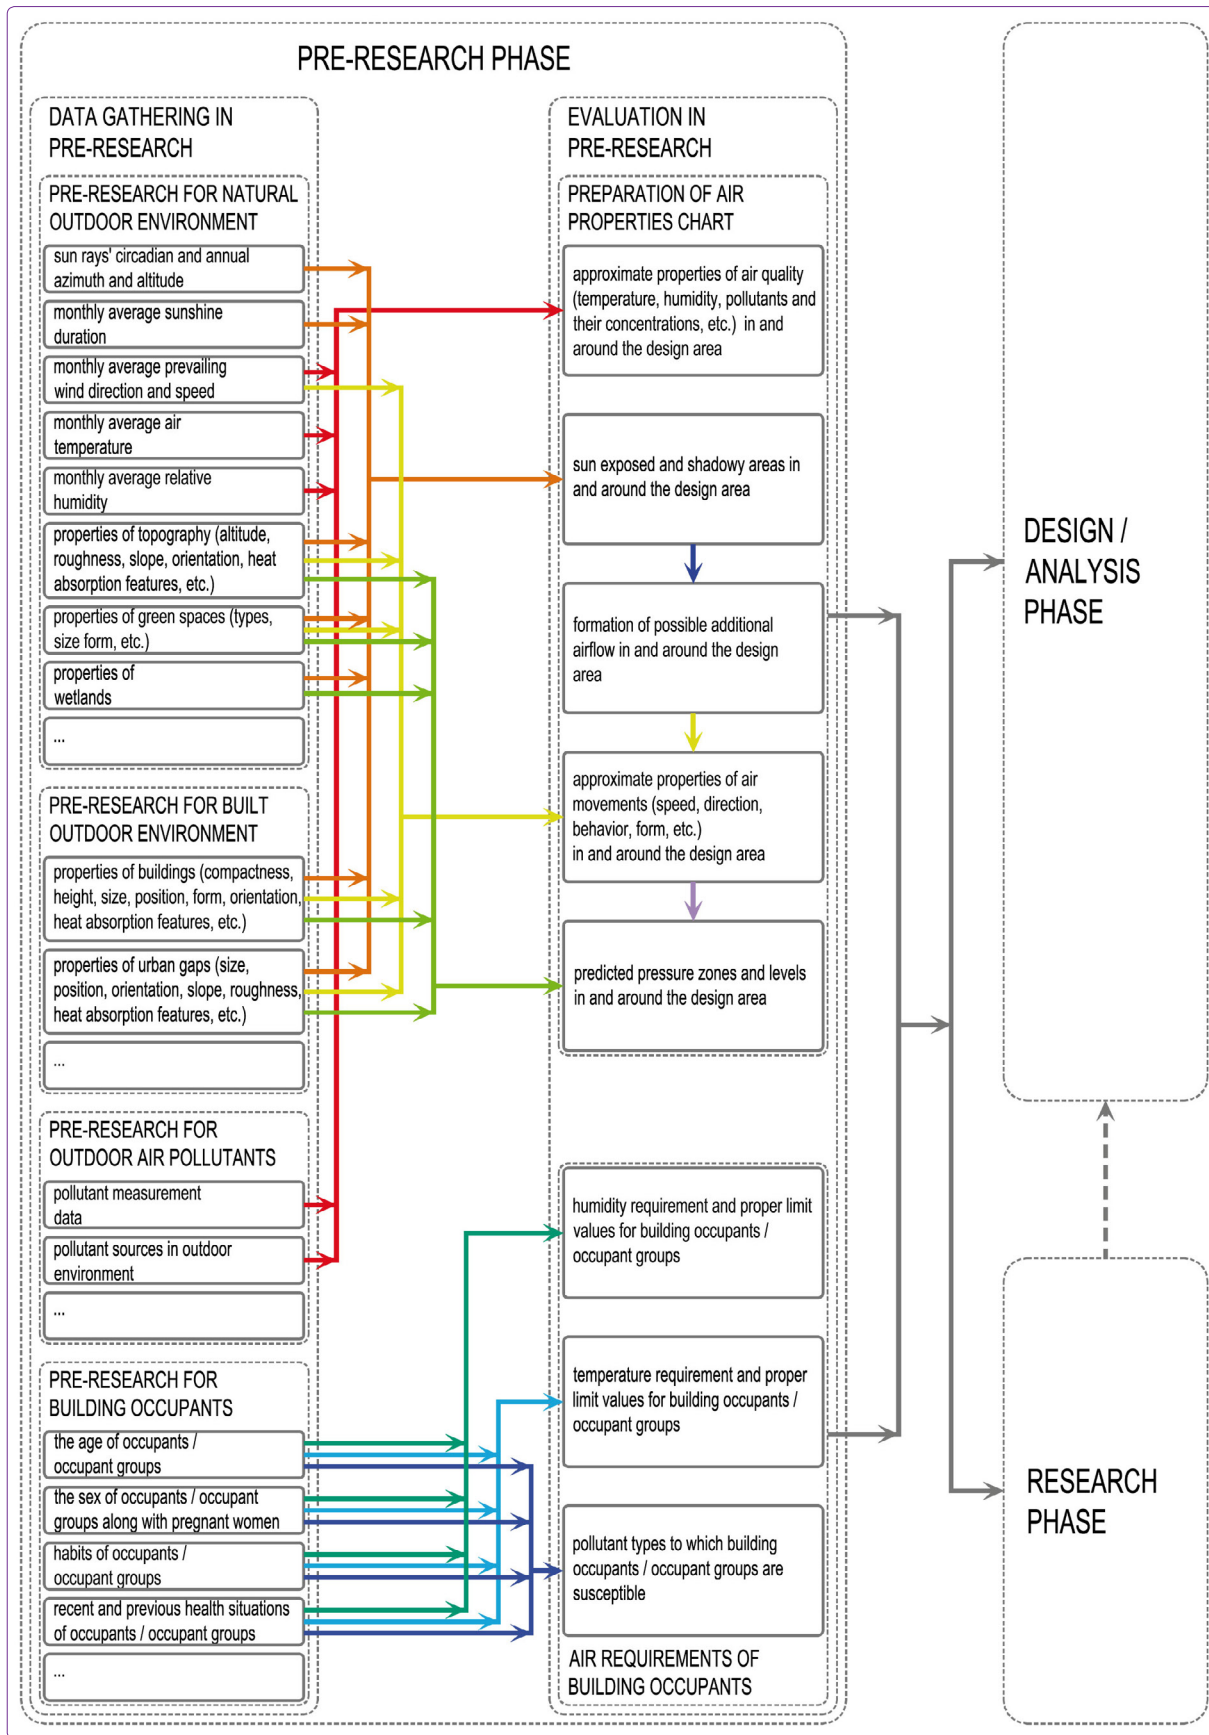 PRE-RESEARCH PHASE
DATA GATHERING IN
PRE-RESEARCH
PRE-RESEARCH FOR NATURAL
OUTDOOR ENVIRONMENT
sun rays' circadian and annual
azimuth and altitude
monthly average sunshine
duration
monthly average prevailing
wind direction and speed
monthly average air
temperature
monthly average relative
humidity
properties of topography (altitude,
roughness, slope, orientation, heat
absorption features, etc.)
properties of green spaces (types,
size form, etc.)
properties of
wetlands
...
PRE-RESEARCH FOR BUILT
OUTDOOR ENVIRONMENT
properties of buildings (compactness,
height, size, position, form, orientation,
heat absorption features, etc.)
properties of urban gaps (size,
position, orientation, slope, roughness,
heat absorption features, etc.)
...
PRE-RESEARCH FOR
OUTDOOR AIR POLLUTANTS
pollutant measurement
data
pollutant sources in outdoor
environment
...
PRE-RESEARCH FOR
BUILDING OCCUPANTS
the age of occupants /
occupant groups
the sex of occupants / occupant
groups along with pregnant women
habits of occupants /
occupant groups
recent and previous health situations
of occupants / occupant groups
...
EVALUATION IN
PRE-RESEARCH
PREPARATION OF AIR
PROPERTIES CHART
approximate properties of air quality
(temperature, humidity, pollutants and
their concentrations, etc.) in and
around the design area
sun exposed and shadowy areas in
and around the design area
formation of possible additional
airflow in and around the design
area
approximate properties of air
movements (speed, direction,
behavior, form, etc.)
in and around the design area
predicted pressure zones and levels
in and around the design area
humidity requirement and proper limit
values for building occupants /
occupant groups
temperature requirement and proper
limit values for building occupants /
occupant groups
pollutant types to which building
occupants / occupant groups are
susceptible
AIR REQUIREMENTS OF
BUILDING OCCUPANTS
DESIGN /
ANALYSIS
PHASE
RESEARCH
PHASE